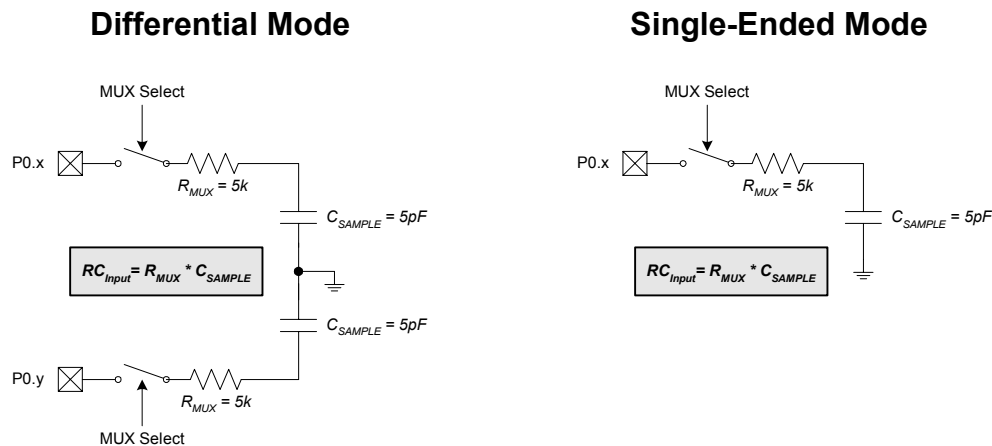 Differential Mode
MUX Select
P0.x
R_MUX = 5k
C_SAMPLE = 5pF
RC_Input= R_MUX * C_SAMPLE
C_SAMPLE = 5pF
P0.y
R_MUX = 5k
MUX Select
Single-Ended Mode
MUX Select
P0.x
R_MUX = 5k
C_SAMPLE = 5pF
RC_Input= R_MUX * C_SAMPLE